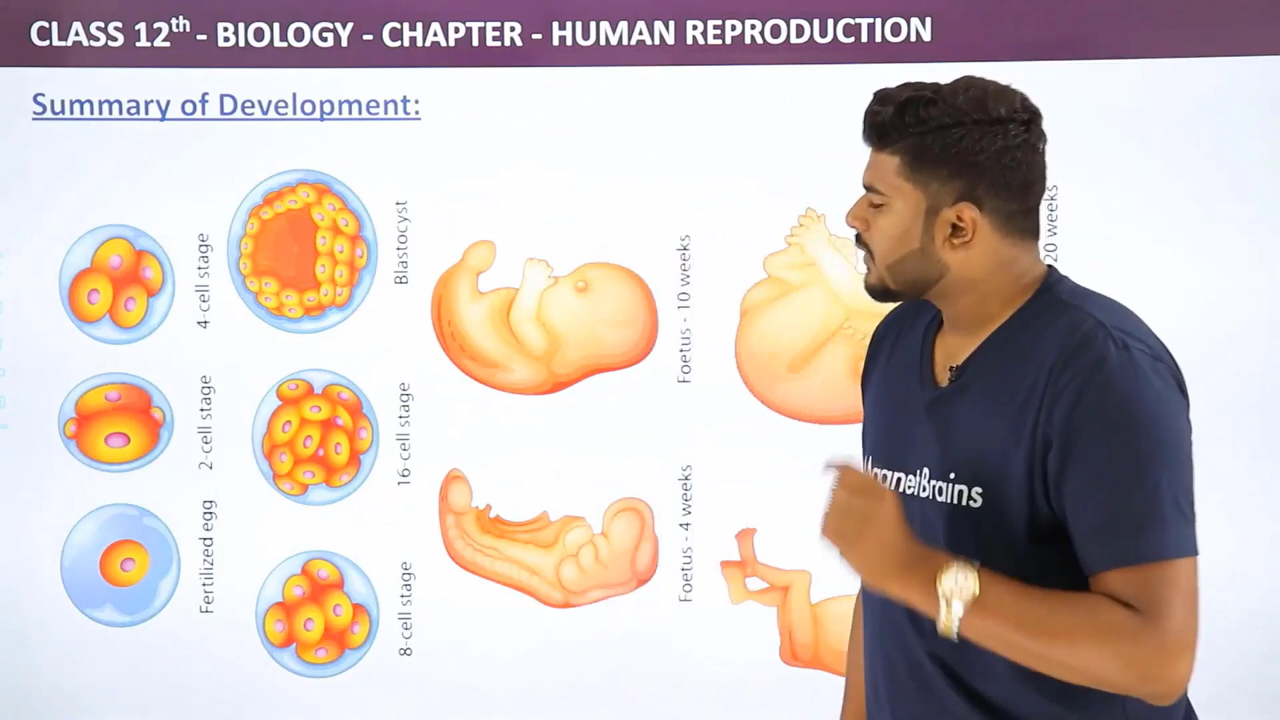 CLASS 12th - BIOLOGY - CHAPTER - HUMAN REPRODUCTION
Summary of Development:
4-cell stage
Blastocyst
2-cell stage
16-cell stage
Fertilized egg
8-cell stage
Foetus - 10 weeks
Foetus - 4 weeks
20 weeks
MagnetBrains